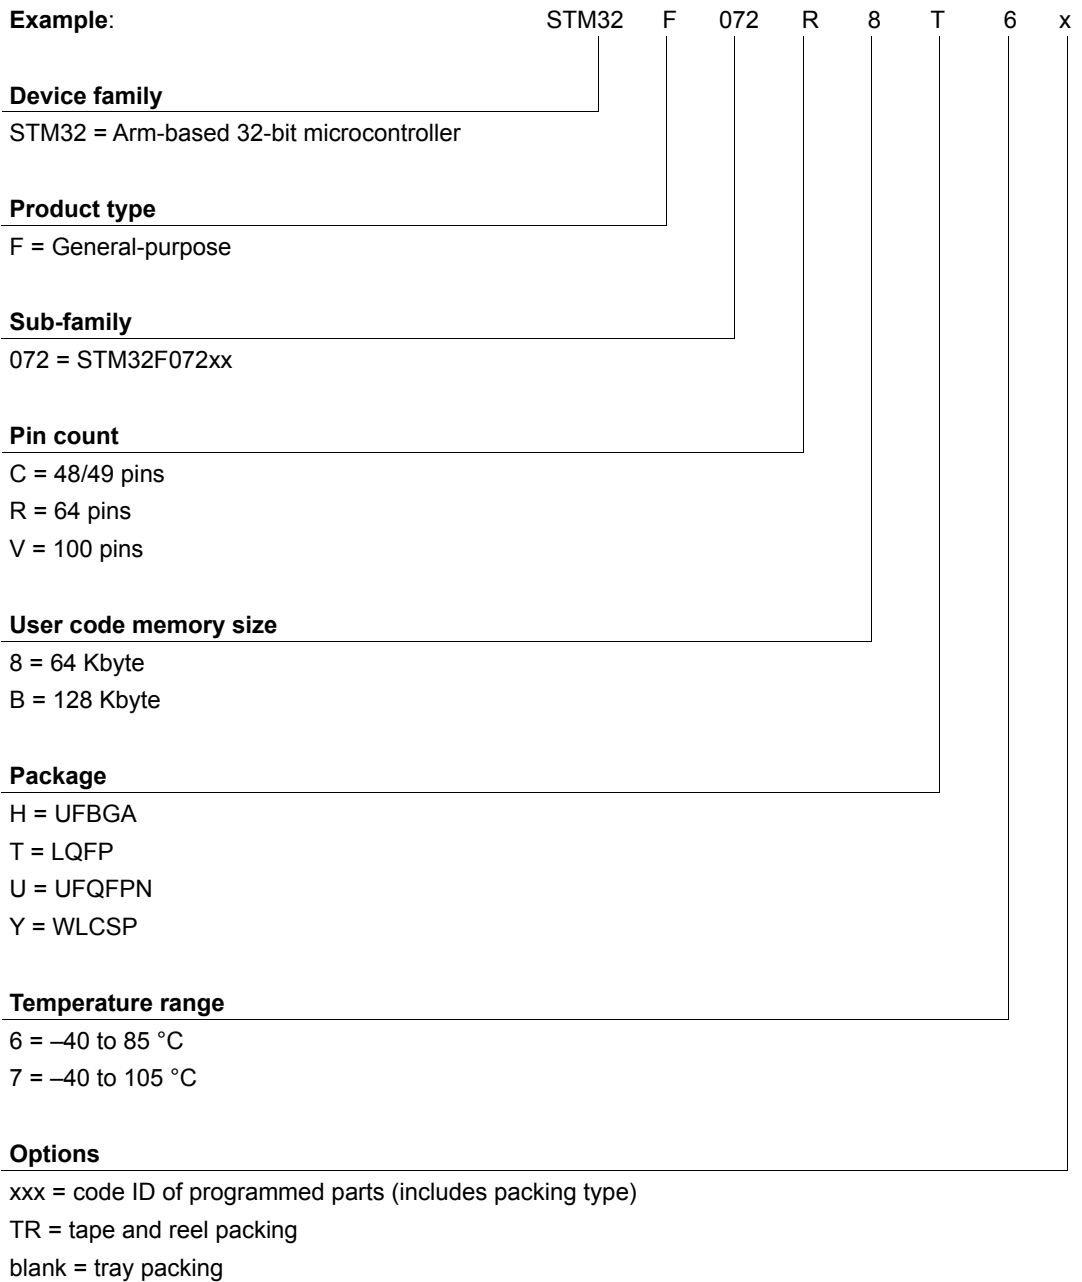 Example: STM32 F 072 R 8 T 6 x
Device family
STM32 = Arm-based 32-bit microcontroller
Product type
F = General-purpose
Sub-family
072 = STM32F072xx
Pin count
C = 48/49 pins
R = 64 pins
V = 100 pins
User code memory size
8 = 64 Kbyte
B = 128 Kbyte
Package
H = UFBGA
T = LQFP
U = UFQFPN
Y = WLCSP
Temperature range
6 = –40 to 85 °C
7 = –40 to 105 °C
Options
xxx = code ID of programmed parts (includes packing type)
TR = tape and reel packing
blank = tray packing